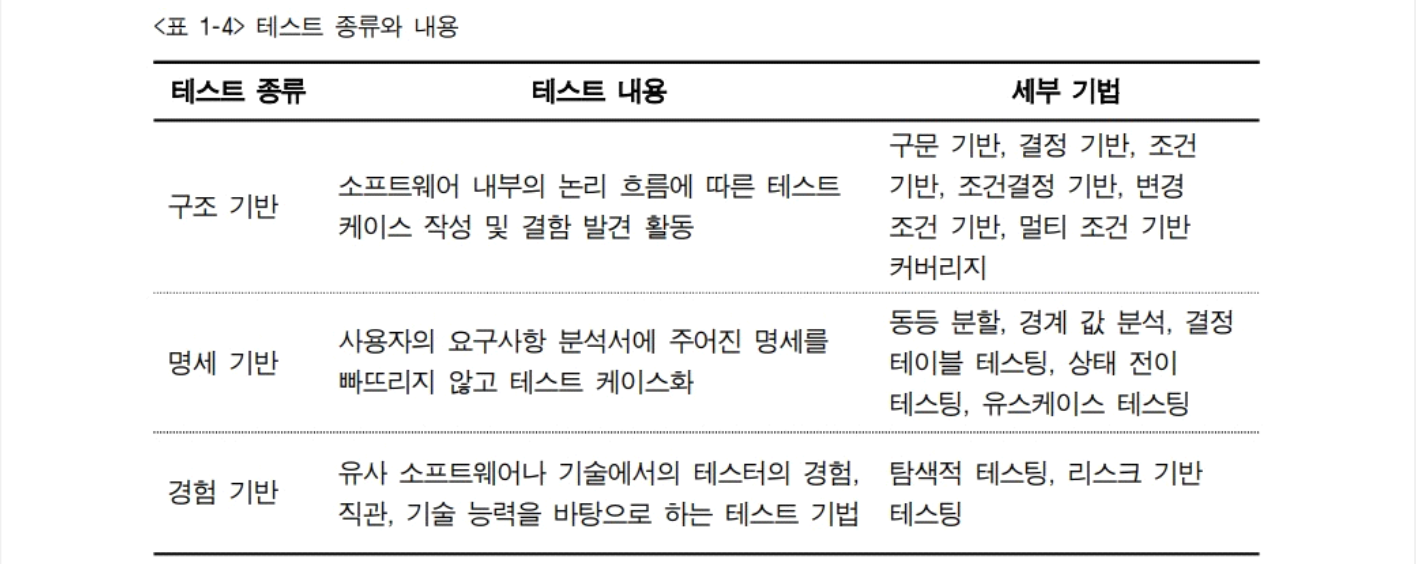 <표 1-4> 테스트 종류와 내용
테스트 종류 테스트 내용 세부 기법
구조 기반
소프트웨어 내부의 논리 흐름에 따른 테스트
케이스 작성 및 결함 발견 활동
구문 기반, 결정 기반, 조건
기반, 조건결정 기반, 변경
조건 기반, 멀티 조건 기반
커버리지
명세 기반
사용자의 요구사항 분석서에 주어진 명세를
빠뜨리지 않고 테스트 케이스화
동등 분할, 경계 값 분석, 결정
테이블 테스팅, 상태 전이
테스팅, 유스케이스 테스팅
경험 기반
유사 소프트웨어나 기술에서의 테스터의 경험,
직관, 기술 능력을 바탕으로 하는 테스트 기법
탐색적 테스팅, 리스크 기반
테스팅